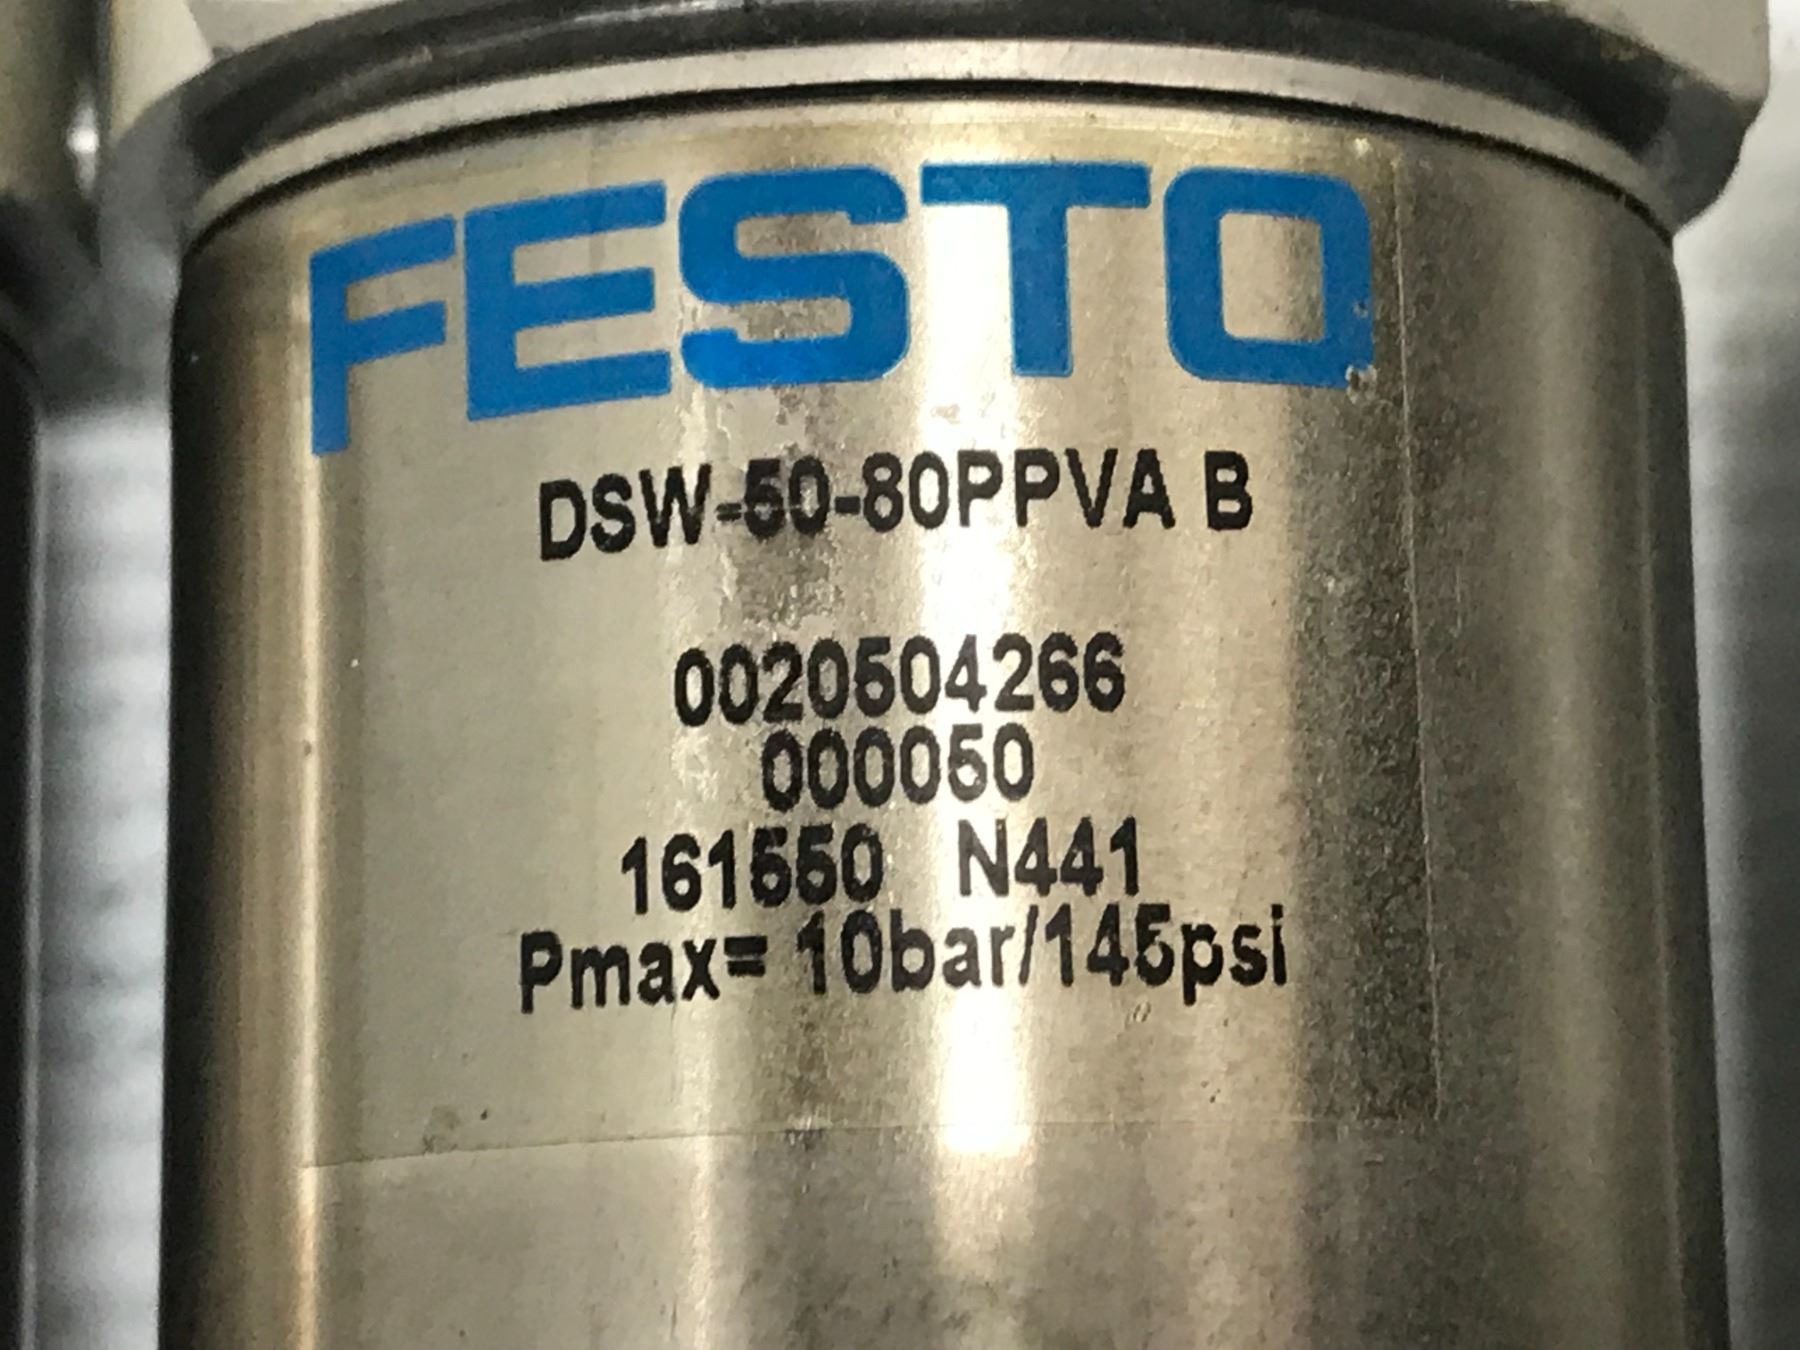 FESTO
DSW-50-80PPVA B
0020504266
000050
161550 N441
Pmax= 10bar/145psi